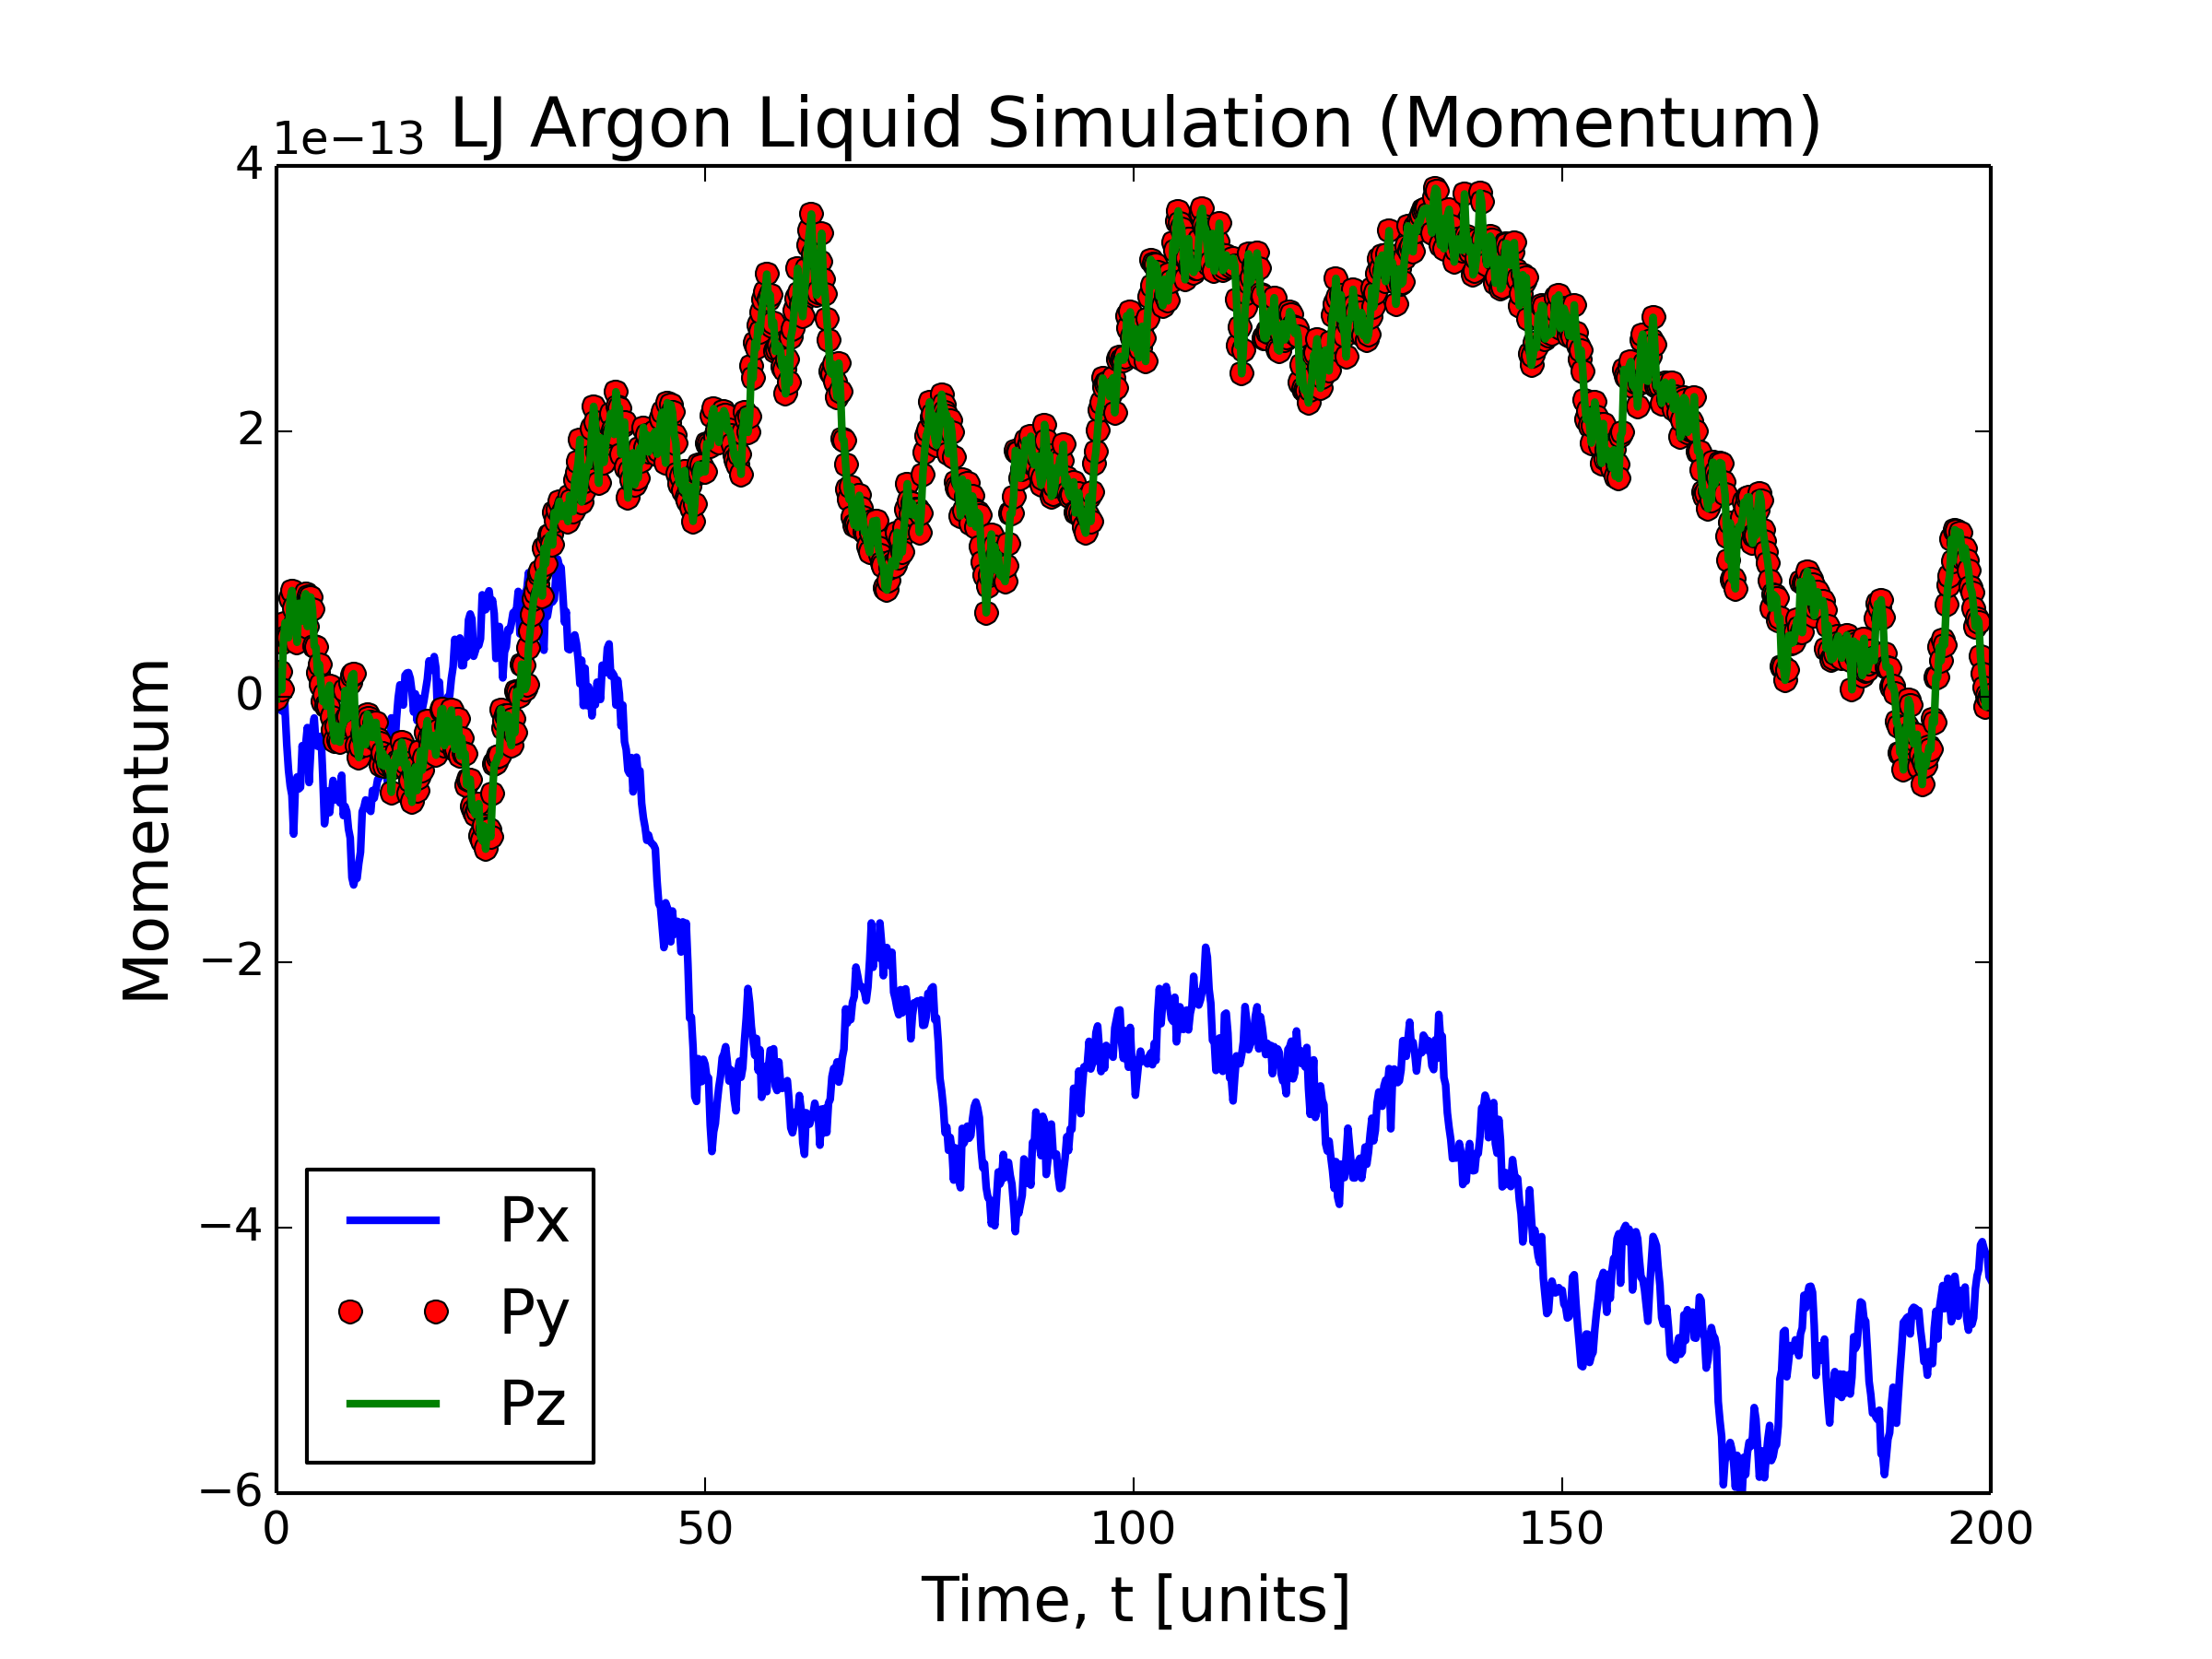 LJ Argon Liquid Simulation (Momentum)
1e−13
4
2
0
−2
−4
−6
Momentum
Px
Py
Pz
0 50 100 150 200
Time, t [units]